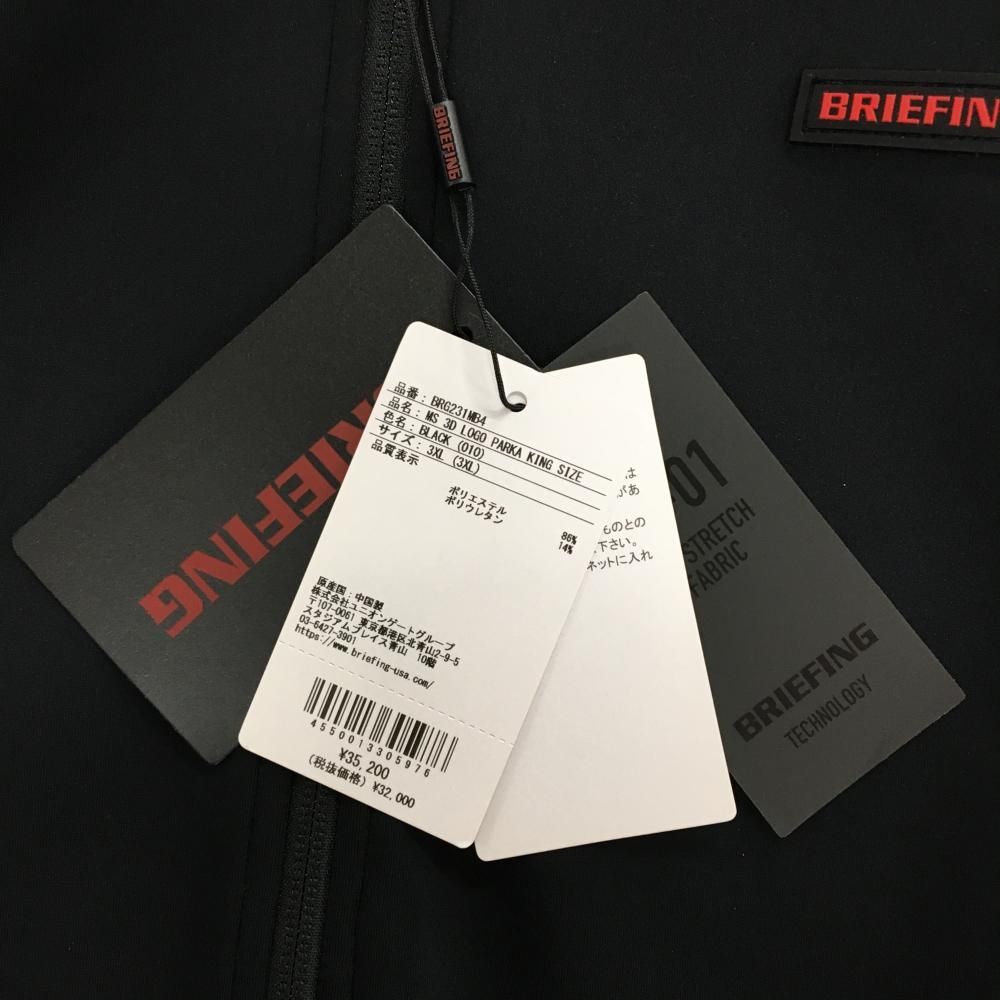 BRIEFIN
BRIEFING
BRIEFING
品番：BRG231MB4
品名：MS 3D LOGO PARKA KING SIZE
色名：BLACK (010)
サイズ：3XL (3XL)
品質表示
ポリエステル 86%
ポリウレタン 14%
原産国：中国製
株式会社ユニオンゲートグループ
〒107-0061 東京都港区北青山2-9-5
スタジアムプレイス青山 10階
03-6427-3901
https://www.briefing-usa.com/
4550013305976
¥35,200
(税抜価格) ¥32,000
は
があ
ものとの
下さい。
ネットに入れ
01
STRETCH
FABRIC
BRIEFING
TECHNOLOGY